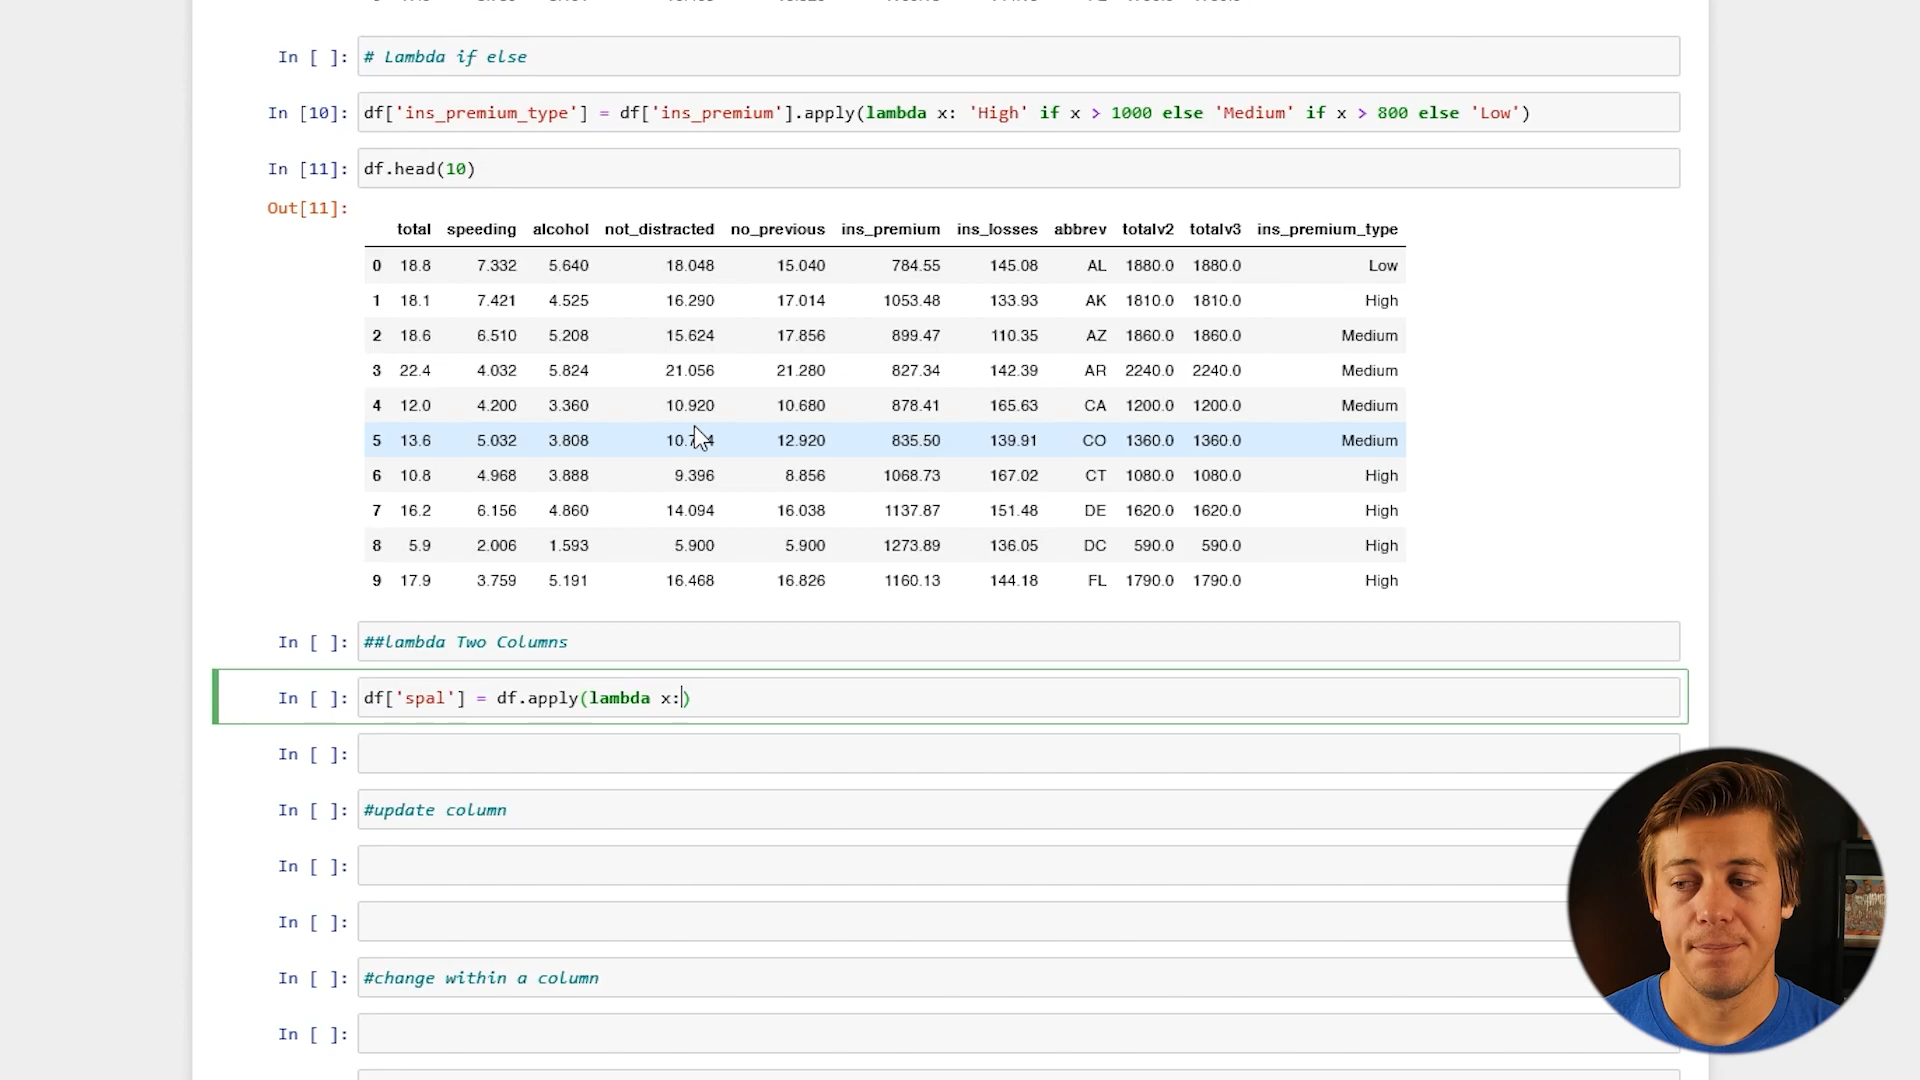 In [ ]: # Lambda if else
In [10]: df['ins_premium_type'] = df['ins_premium'].apply(lambda x: 'High' if x > 1000 else 'Medium' if x > 800 else 'Low')
In [11]: df.head(10)
Out[11]:
total speeding alcohol not_distracted no_previous ins_premium ins_losses abbrev totalv2 totalv3 ins_premium_type
0 18.8 7.332 5.640 18.048 15.040 784.55 145.08 AL 1880.0 1880.0 Low
1 18.1 7.421 4.525 16.290 17.014 1053.48 133.93 AK 1810.0 1810.0 High
2 18.6 6.510 5.208 15.624 17.856 899.47 110.35 AZ 1860.0 1860.0 Medium
3 22.4 4.032 5.824 21.056 21.280 827.34 142.39 AR 2240.0 2240.0 Medium
4 12.0 4.200 3.360 10.920 10.680 878.41 165.63 CA 1200.0 1200.0 Medium
5 13.6 5.032 3.808 12.920 835.50 139.91 CO 1360.0 1360.0 Medium
6 10.8 4.968 3.888 9.396 8.856 1068.73 167.02 CT 1080.0 1080.0 High
7 16.2 6.156 4.860 14.094 16.038 1137.87 151.48 DE 1620.0 1620.0 High
8 5.9 2.006 1.593 5.900 5.900 1273.89 136.05 DC 590.0 590.0 High
9 17.9 3.759 5.191 16.468 16.826 1160.13 144.18 FL 1790.0 1790.0 High
In [ ]: ##lambda Two Columns
In [ ]: df['spal'] = df.apply(lambda x:)
In [ ]:
In [ ]: #update column
In [ ]:
In [ ]:
In [ ]: #change within a column
In [ ]: